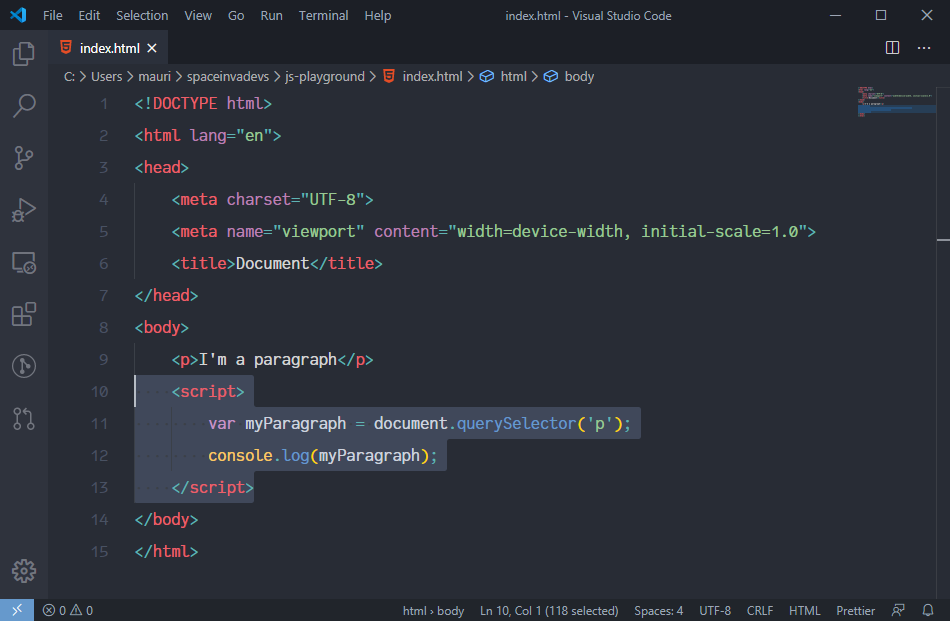 File Edit Selection View Go Run Terminal Help index.html - Visual Studio Code
index.html
C: > Users > mauri > spaceinvadevs > js-playground > index.html > html > body
1 <!DOCTYPE html>
2 <html lang="en">
3 <head>
4 <meta charset="UTF-8">
5 <meta name="viewport" content="width=device-width, initial-scale=1.0">
6 <title>Document</title>
7 </head>
8 <body>
9 <p>I'm a paragraph</p>
10 <script>
11 var myParagraph = document.querySelector('p');
12 console.log(myParagraph);
13 </script>
14 </body>
15 </html>
0 0 html › body Ln 10, Col 1 (118 selected) Spaces: 4 UTF-8 CRLF HTML Prettier